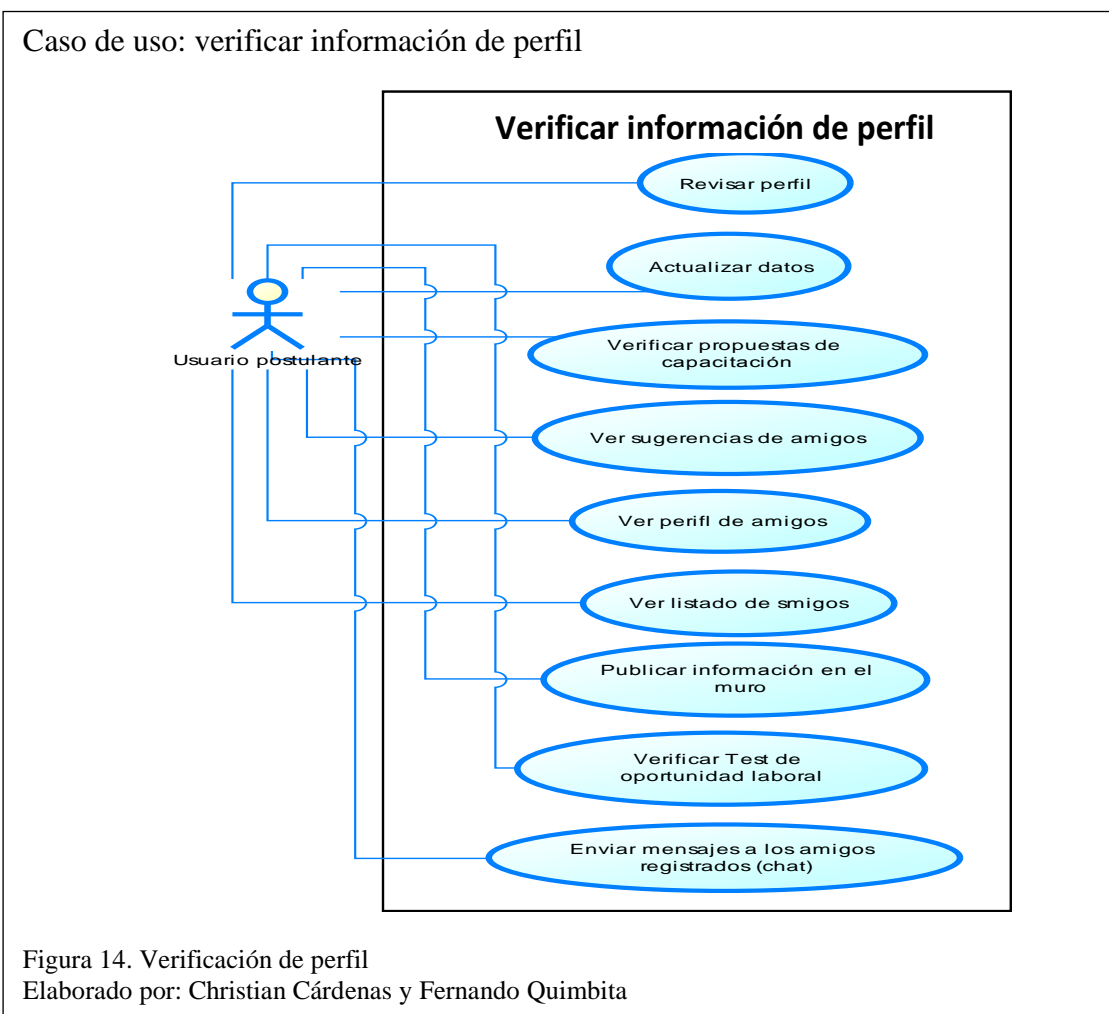 Caso de uso: verificar información de perfil
Verificar información de perfil
Revisar perfil
Actualizar datos
Usuario postulante
Verificar propuestas de
capacitación
Ver sugerencias de amigos
Ver perifl de amigos
Ver listado de smigos
Publicar información en el
muro
Verificar Test de
oportunidad laboral
Enviar mensajes a los amigos
registrados (chat)
Figura 14. Verificación de perfil
Elaborado por: Christian Cárdenas y Fernando Quimbita